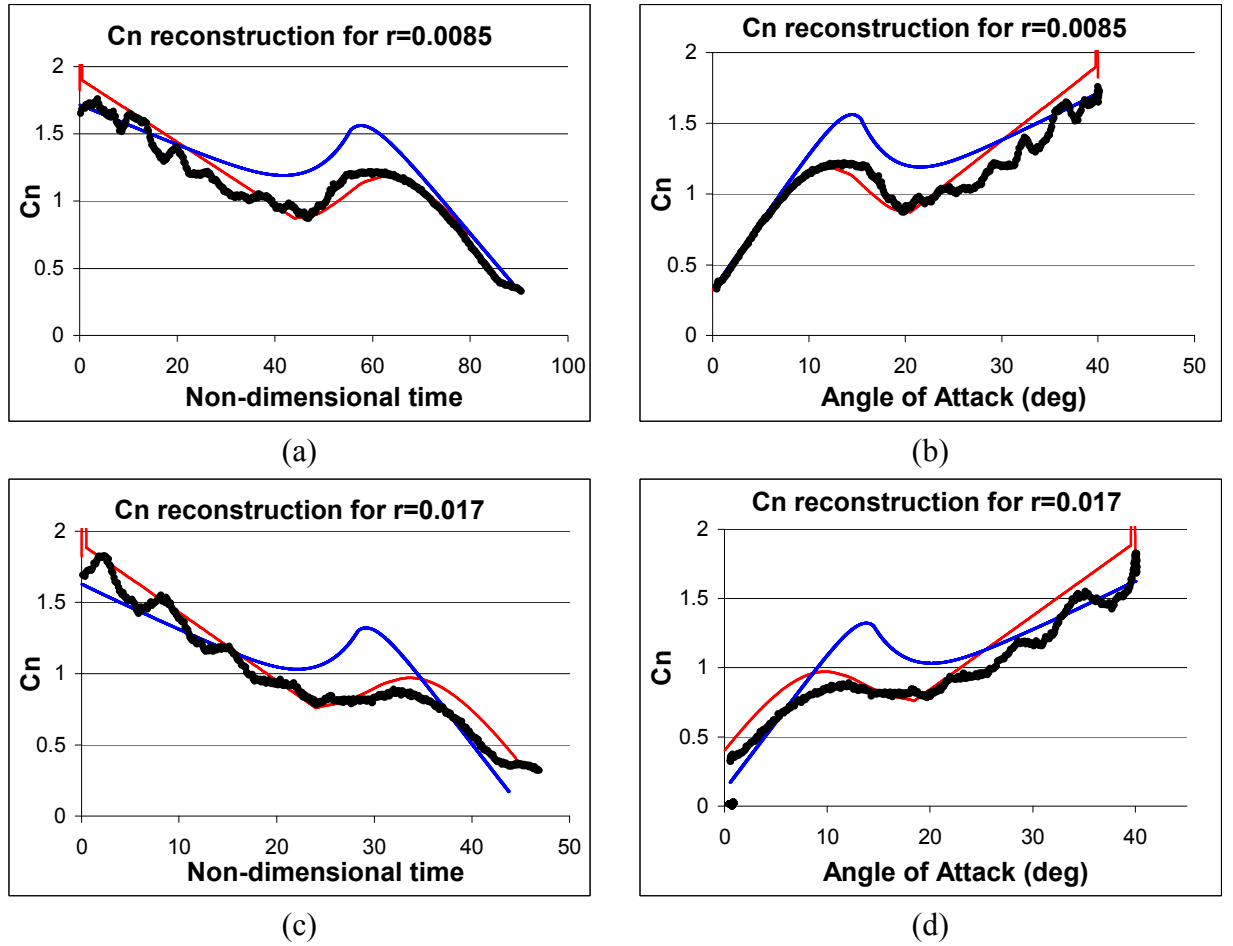 Cn reconstruction for r=0.0085
2
1.5
1
0.5
0
Cn
0 20 40 60 80 100
Non-dimensional time
(a)
Cn reconstruction for r=0.0085
2
1.5
1
0.5
0
Cn
0 10 20 30 40 50
Angle of Attack (deg)
(b)
Cn reconstruction for r=0.017
2
1.5
1
0.5
0
Cn
0 10 20 30 40 50
Non-dimensional time
(c)
Cn reconstruction for r=0.017
2
1.5
1
0.5
0
Cn
0 10 20 30 40
Angle of Attack (deg)
(d)